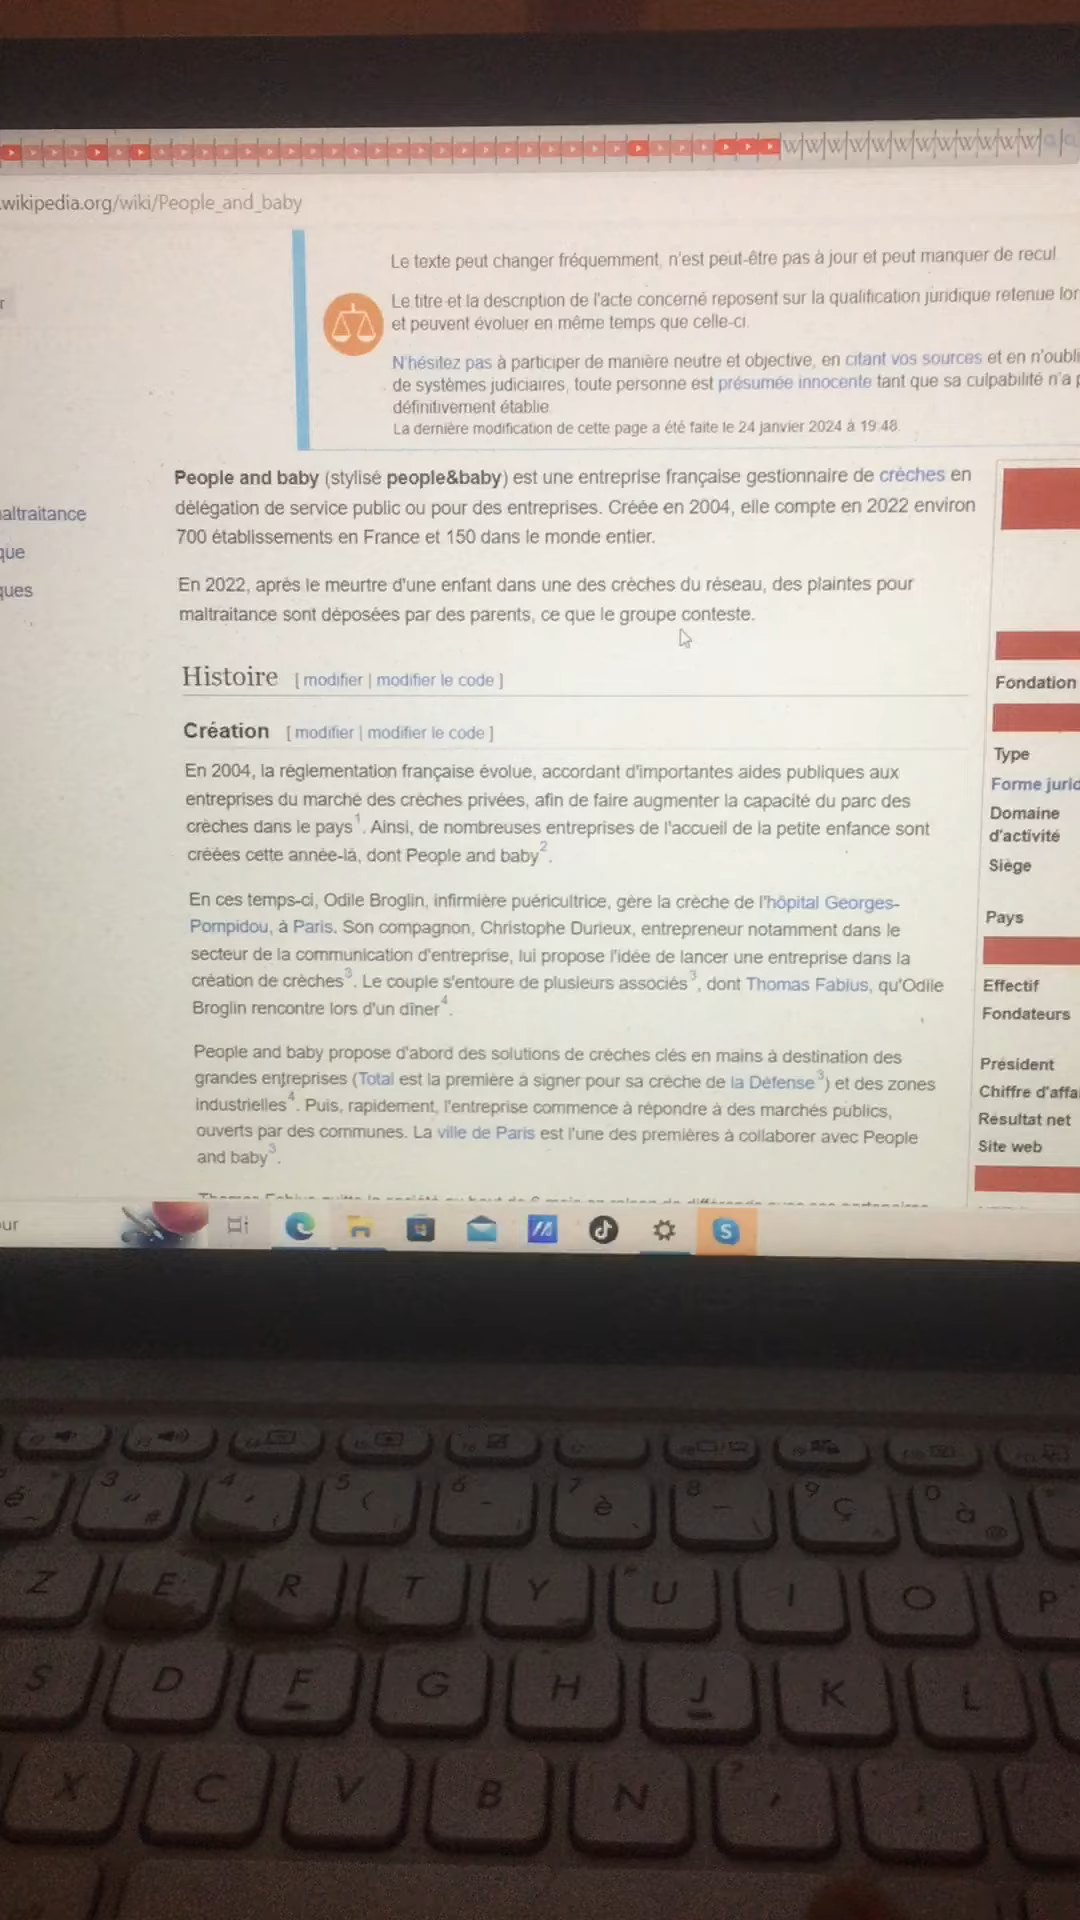 .wikipedia.org/wiki/People_and_baby
Le texte peut changer fréquemment, n'est peut-être pas à jour et peut manquer de recul.
Le titre et la description de l'acte concerné reposent sur la qualification juridique retenue lor
et peuvent évoluer en même temps que celle-ci.
N'hésitez pas à participer de manière neutre et objective, en citant vos sources et en n'oubli
de systèmes judiciaires, toute personne est présumée innocente tant que sa culpabilité n'a p
définitivement établie.
La dernière modification de cette page a été faite le 24 janvier 2024 à 19:48.
People and baby (stylisé people&baby) est une entreprise française gestionnaire de crèches en
délégation de service public ou pour des entreprises. Créée en 2004, elle compte en 2022 environ
700 établissements en France et 150 dans le monde entier.
En 2022, après le meurtre d'une enfant dans une des crèches du réseau, des plaintes pour
maltraitance sont déposées par des parents, ce que le groupe conteste.
altraitance
que
ques
Histoire [ modifier | modifier le code ]
Création [ modifier | modifier le code ]
En 2004, la réglementation française évolue, accordant d'importantes aides publiques aux
entreprises du marché des crèches privées, afin de faire augmenter la capacité du parc des
crèches dans le pays1. Ainsi, de nombreuses entreprises de l'accueil de la petite enfance sont
créées cette année-là, dont People and baby2.
En ces temps-ci, Odile Broglin, infirmière puéricultrice, gère la crèche de l'hôpital Georges-
Pompidou, à Paris. Son compagnon, Christophe Durieux, entrepreneur notamment dans le
secteur de la communication d'entreprise, lui propose l'idée de lancer une entreprise dans la
création de crèches3. Le couple s'entoure de plusieurs associés3, dont Thomas Fabius, qu'Odile
Broglin rencontre lors d'un dîner4.
People and baby propose d'abord des solutions de crèches clés en mains à destination des
grandes entreprises (Total est la première à signer pour sa crèche de la Défense3) et des zones
industrielles4. Puis, rapidement, l'entreprise commence à répondre à des marchés publics,
ouverts par des communes. La ville de Paris est l'une des premières à collaborer avec People
and baby3.
Fondation
Type
Forme jurid
Domaine
d'activité
Siège
Pays
Effectif
Fondateurs
Président
Chiffre d'affai
Résultat net
Site web
our
é 3 " # 4 ' 5 ( 6 - 7 è 8 _ \ 9 ç 0 à @
Z E R T Y U I O P
S D F G H J K L
X C V B N